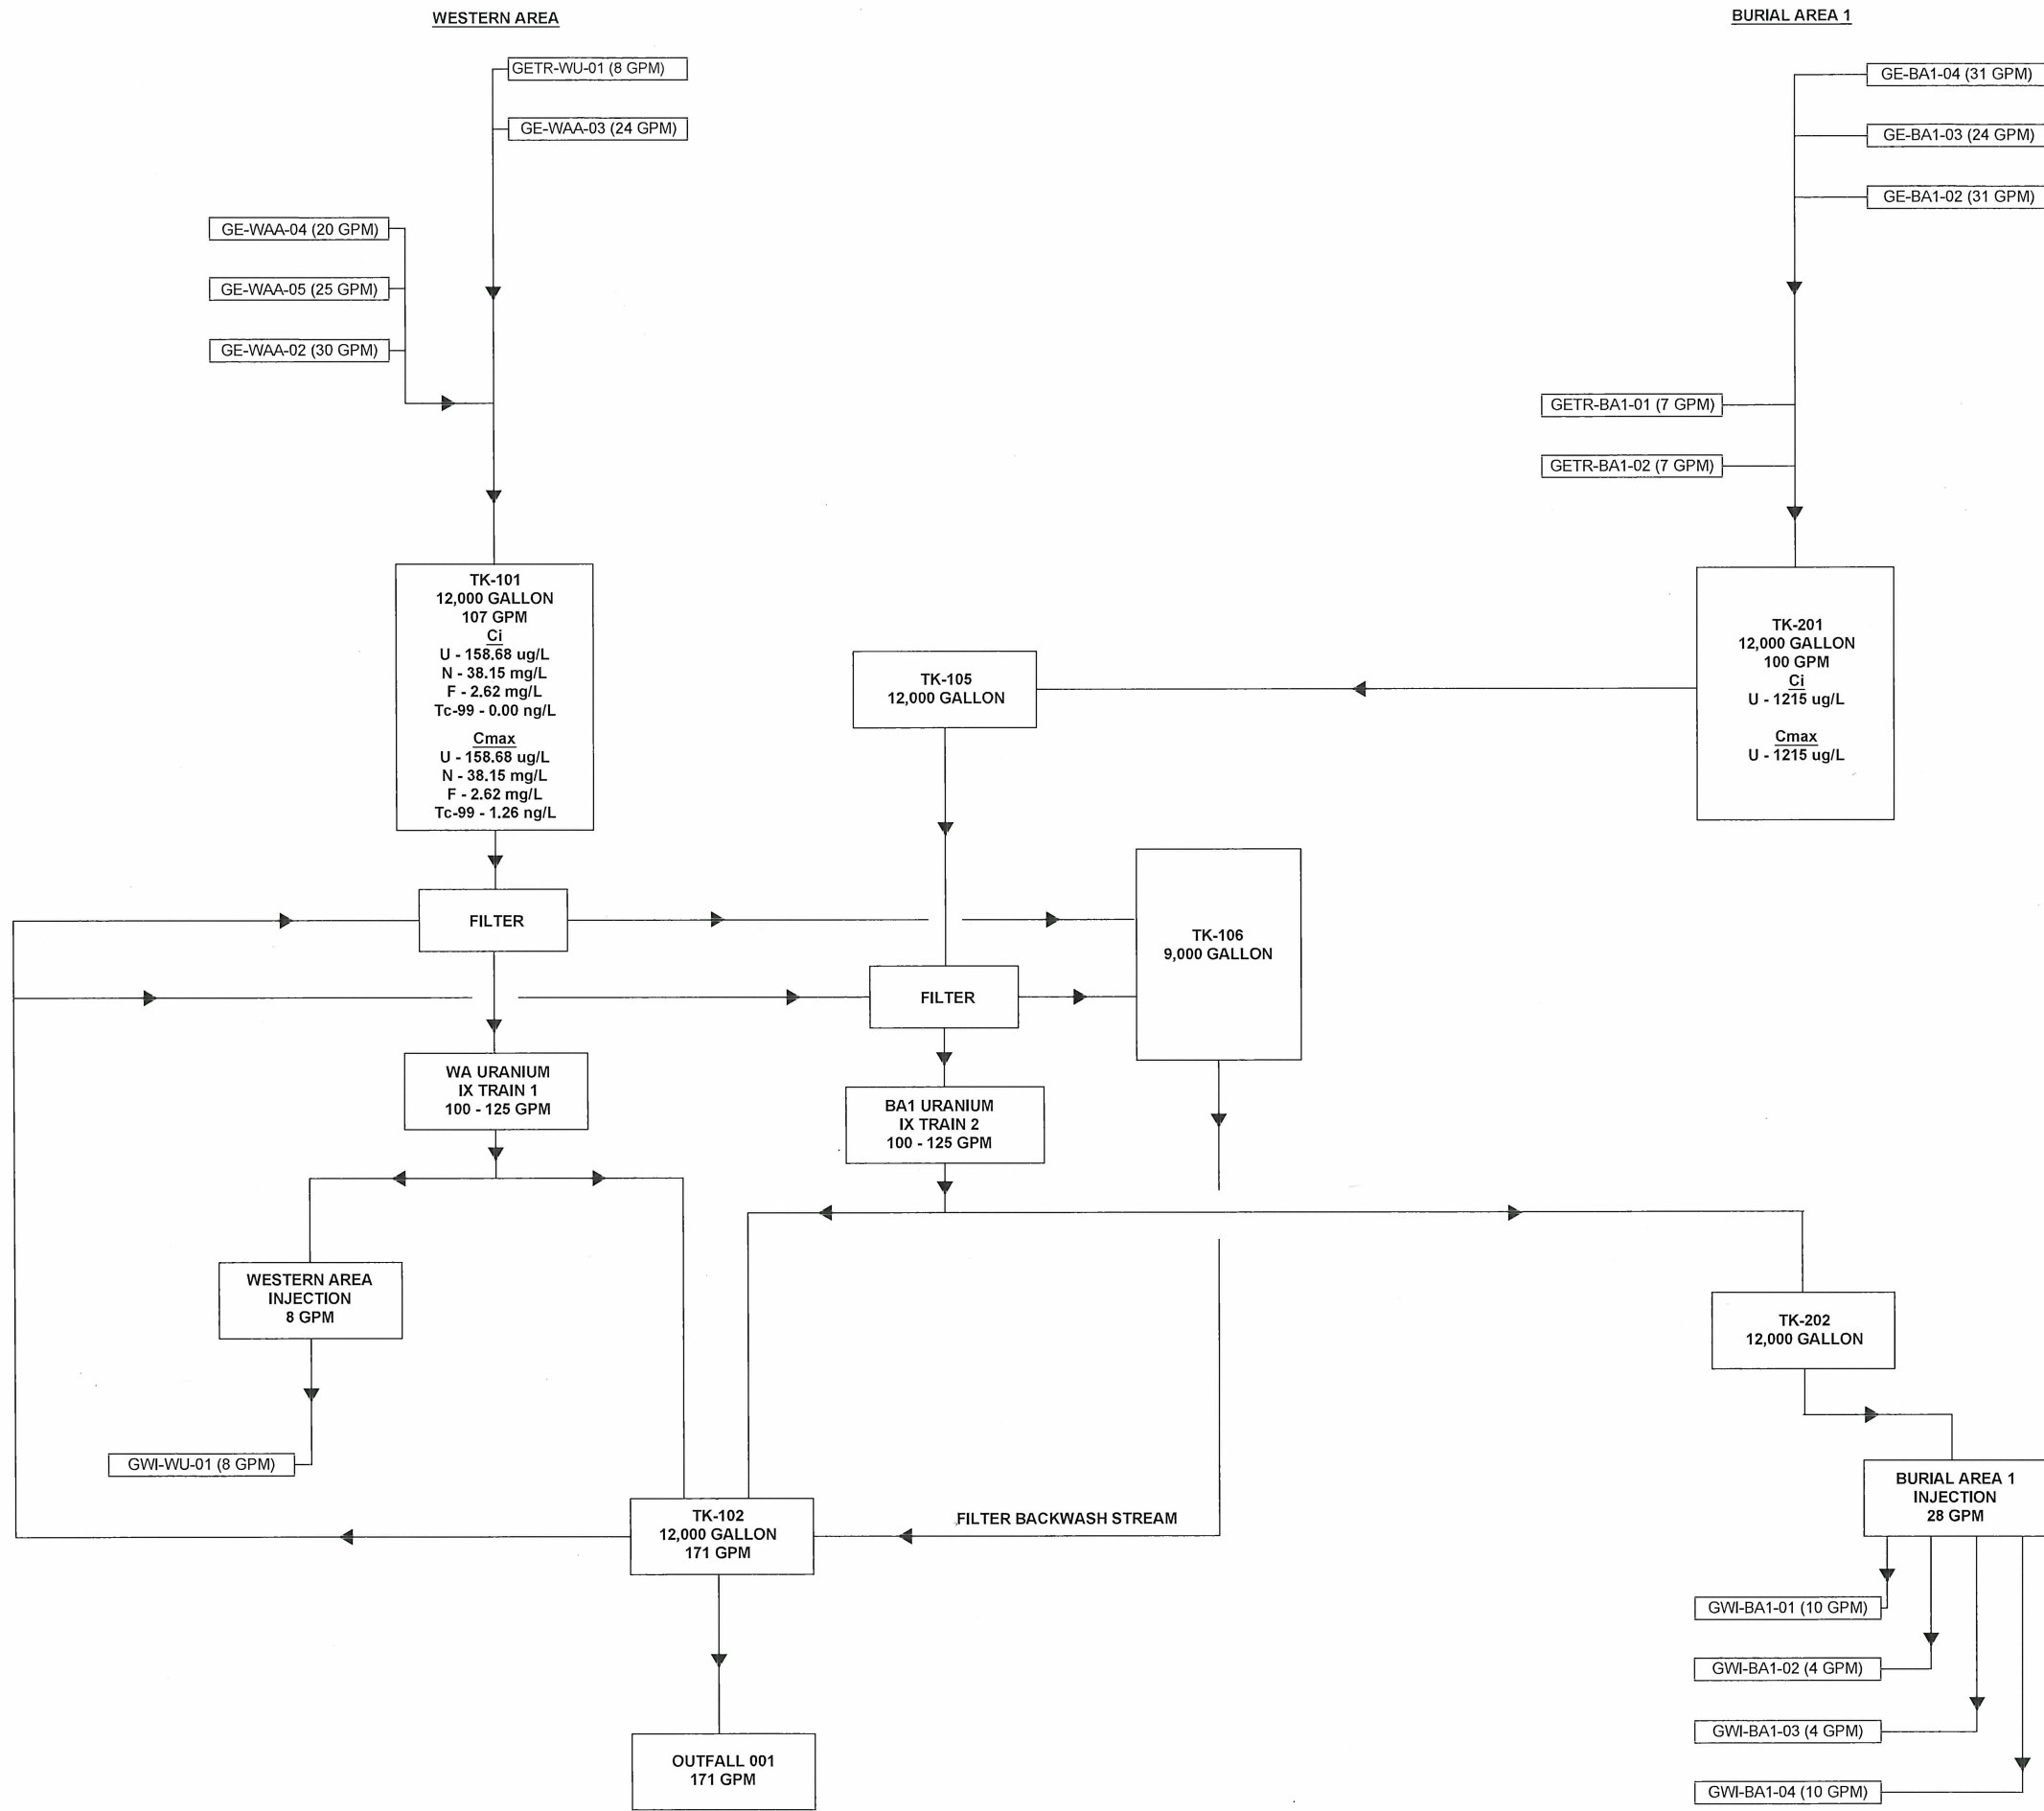 WESTERN AREA
BURIAL AREA 1
GETR-WU-01 (8 GPM)
GE-WAA-03 (24 GPM)
GE-WAA-04 (20 GPM)
GE-WAA-05 (25 GPM)
GE-WAA-02 (30 GPM)
GE-BA1-04 (31 GPM)
GE-BA1-03 (24 GPM)
GE-BA1-02 (31 GPM)
GETR-BA1-01 (7 GPM)
GETR-BA1-02 (7 GPM)
TK-101
12,000 GALLON
107 GPM
Ci
U - 158.68 ug/L
N - 38.15 mg/L
F - 2.62 mg/L
Tc-99 - 0.00 ng/L
Cmax
U - 158.68 ug/L
N - 38.15 mg/L
F - 2.62 mg/L
Tc-99 - 1.26 ng/L
TK-105
12,000 GALLON
TK-201
12,000 GALLON
100 GPM
Ci
U - 1215 ug/L
Cmax
U - 1215 ug/L
FILTER
TK-106
9,000 GALLON
FILTER
WA URANIUM
IX TRAIN 1
100 - 125 GPM
BA1 URANIUM
IX TRAIN 2
100 - 125 GPM
WESTERN AREA
INJECTION
8 GPM
TK-202
12,000 GALLON
GWI-WU-01 (8 GPM)
TK-102
12,000 GALLON
171 GPM
FILTER BACKWASH STREAM
BURIAL AREA 1
INJECTION
28 GPM
GWI-BA1-01 (10 GPM)
GWI-BA1-02 (4 GPM)
GWI-BA1-03 (4 GPM)
GWI-BA1-04 (10 GPM)
OUTFALL 001
171 GPM